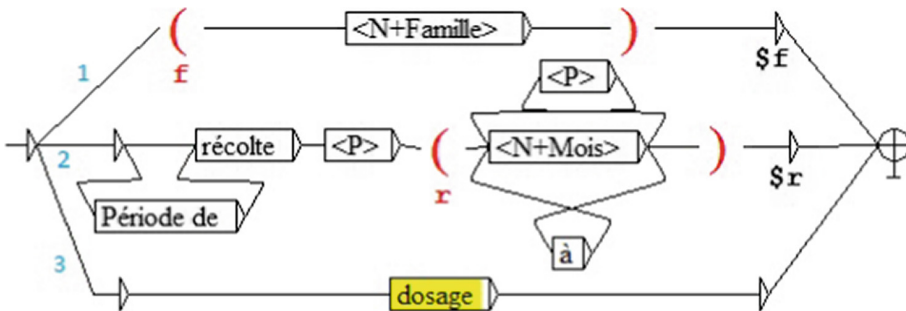 ( <N+Famille> )
1 f $f
<P>
2 récolte <P> ( <N+Mois> )
r $r
Période de
à
3
dosage